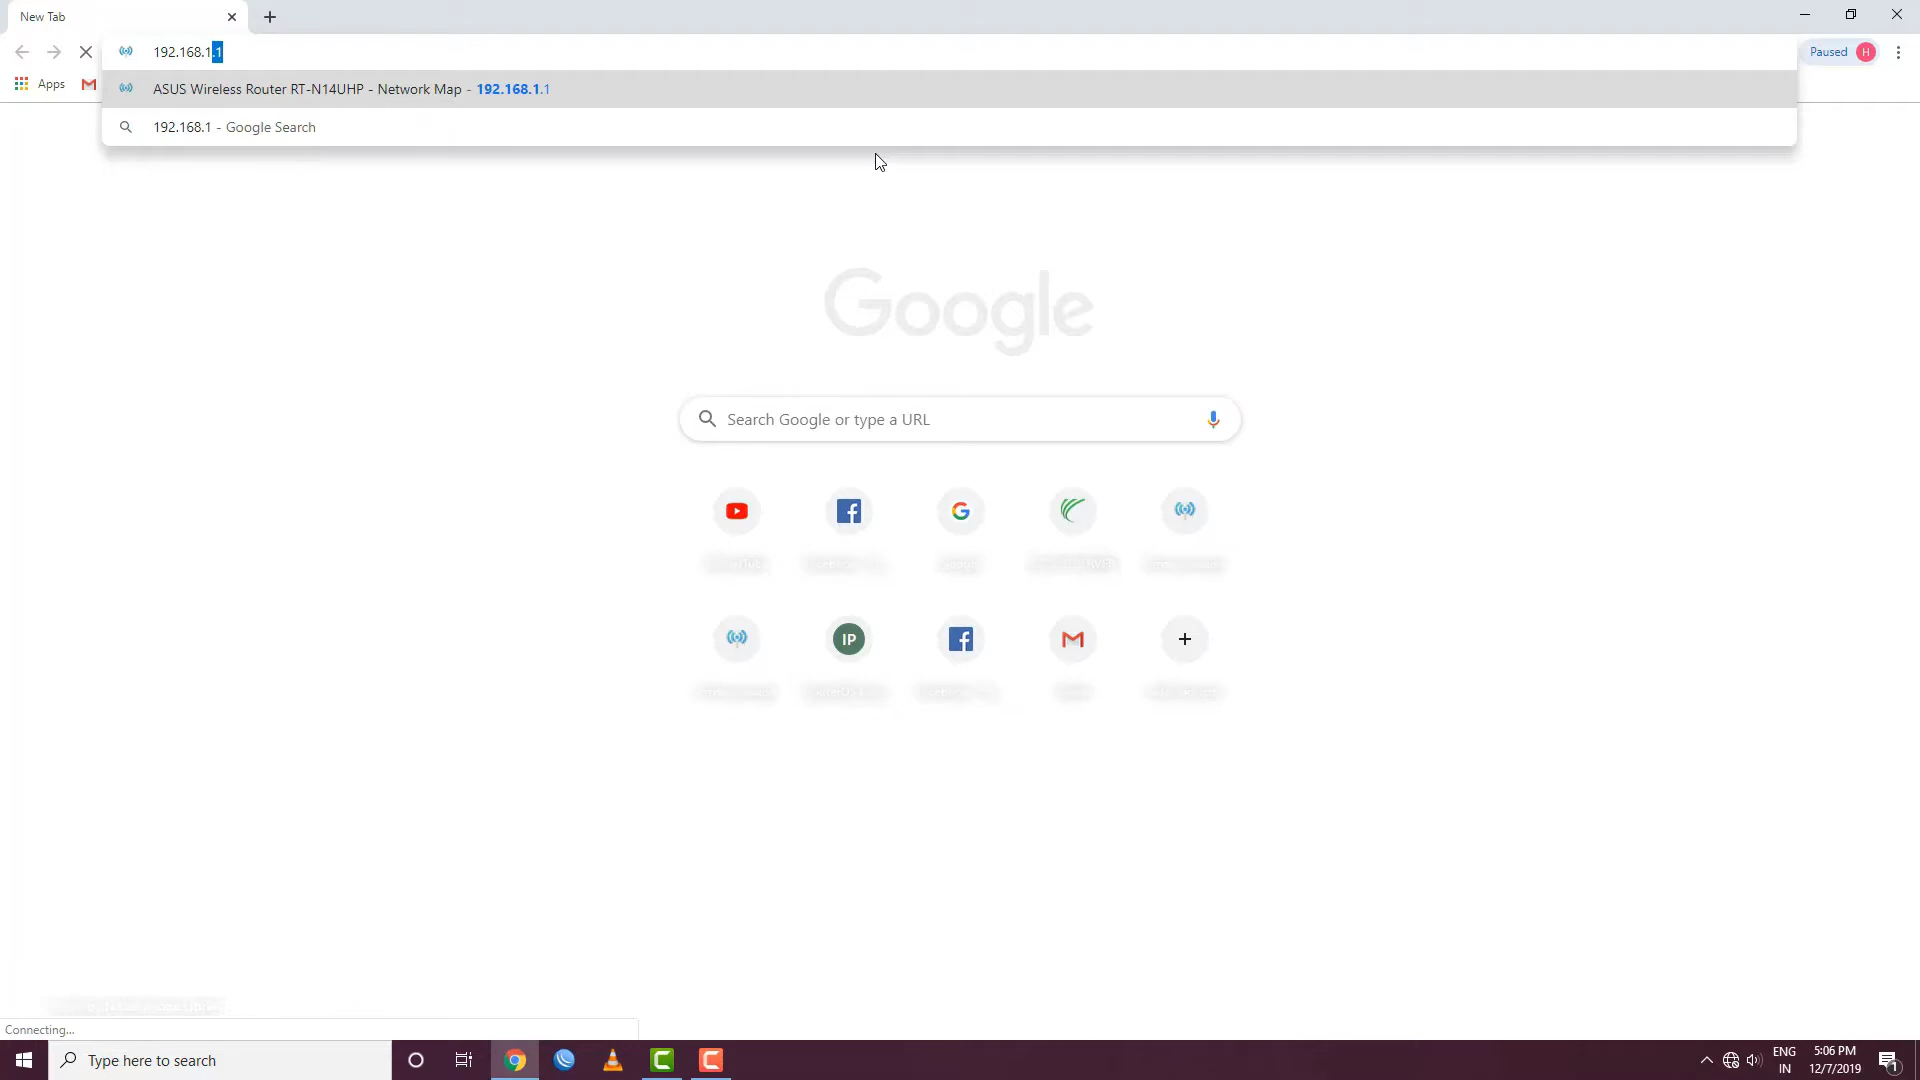 New Tab
192.168.1.1
Paused H
Apps
ASUS Wireless Router RT-N14UHP - Network Map - 192.168.1.1
192.168.1 - Google Search
Google
Search Google or type a URL
IP
Connecting...
Type here to search
ENG
IN
5:06 PM
12/7/2019
1